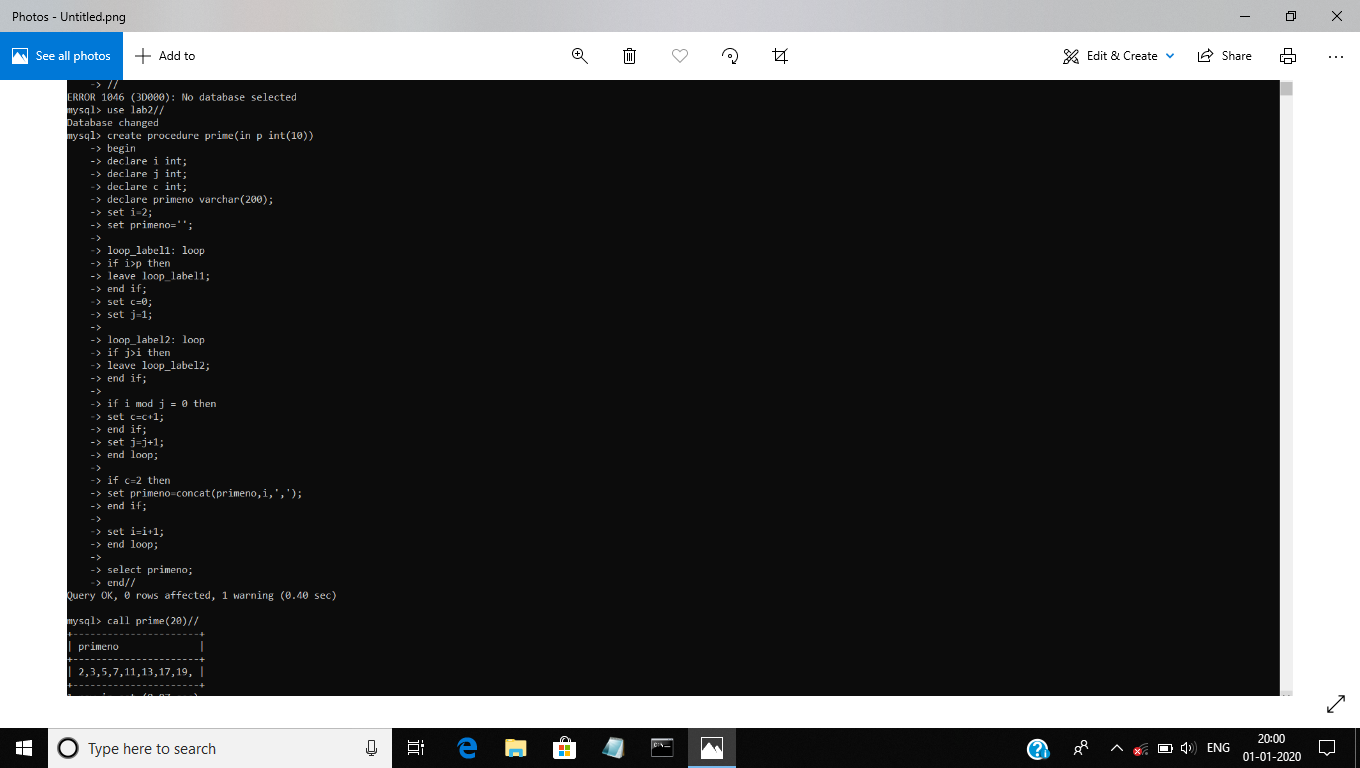 Photos - Untitled.png
See all photos
Add to
Edit & Create
Share
-> //
ERROR 1046 (3D000): No database selected
mysql> use lab2//
Database changed
mysql> create procedure prime(in p int(10))
-> begin
-> declare i int;
-> declare j int;
-> declare c int;
-> declare primeno varchar(200);
-> set i=2;
-> set primeno='';
->
-> loop_label1: loop
-> if i>p then
-> leave loop_label1;
-> end if;
-> set c=0;
-> set j=1;
->
-> loop_label2: loop
-> if j>i then
-> leave loop_label2;
-> end if;
->
-> if i mod j = 0 then
-> set c=c+1;
-> end if;
-> set j=j+1;
-> end loop;
->
-> if c=2 then
-> set primeno=concat(primeno,i,',');
-> end if;
->
-> set i=i+1;
-> end loop;
->
-> select primeno;
-> end//
Query OK, 0 rows affected, 1 warning (0.40 sec)
mysql> call prime(20)//
+----------------------+
| primeno              |
+----------------------+
| 2,3,5,7,11,13,17,19, |
+----------------------+
Type here to search
ENG
20:00
01-01-2020